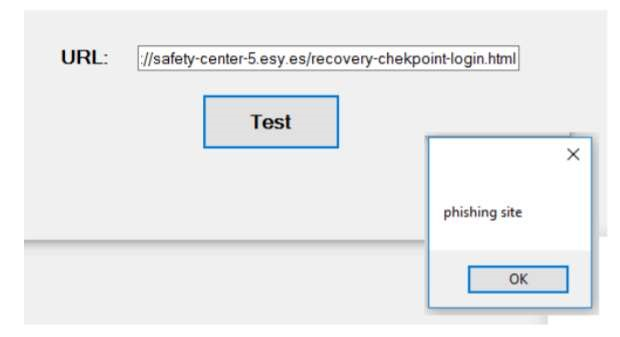 URL: ://safety-center-5.esy.es/recovery-chekpoint-login.html
Test
phishing site
OK